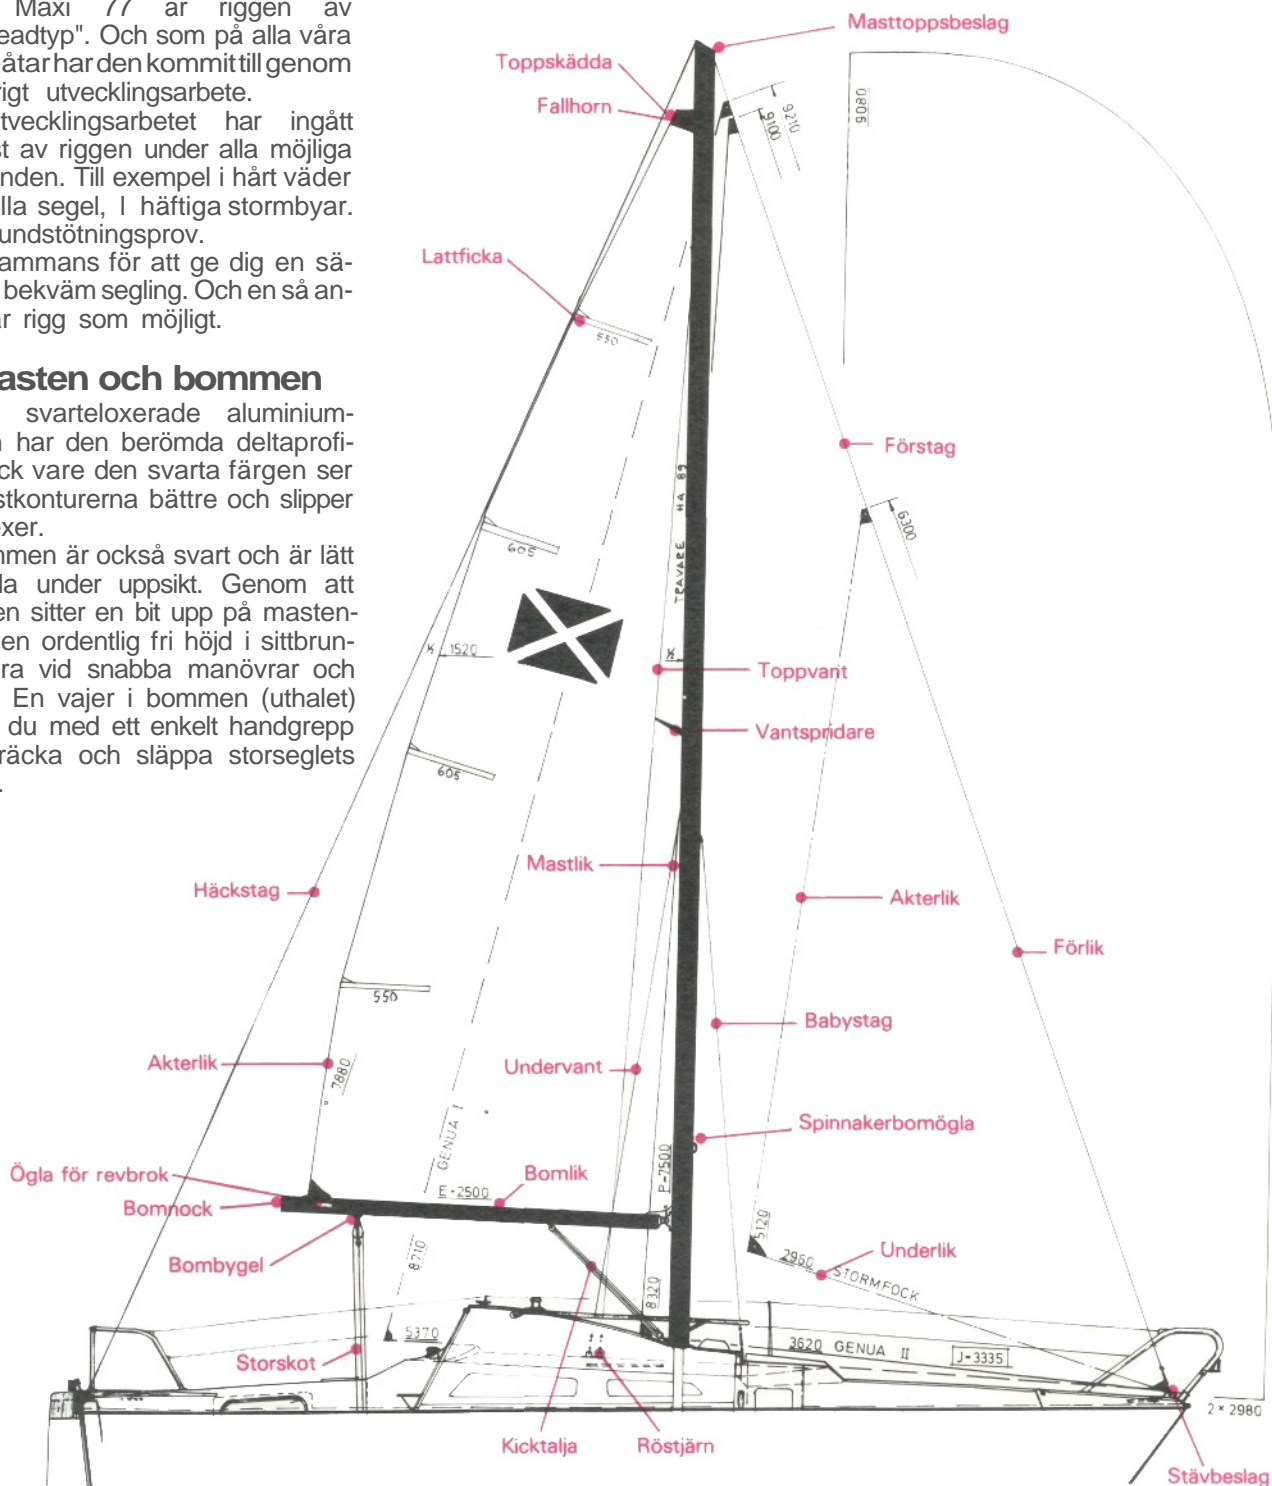 Maxi 77 är riggen av
eadtyp". Och som på alla våra
åtar har den kommit till genom
rigt utvecklingsarbete.
tvecklingsarbetet har ingått
st av riggen under alla möjliga
nden. Till exempel i hårt väder
lla segel, I häftiga stormbyar.
undstötningsprov.
ammans för att ge dig en sä-
bekväm segling. Och en så an-
ar rigg som möjligt.
asten och bommen
svarteloxerade aluminium-
n har den berömda deltaprofi-
ck vare den svarta färgen ser
stkonturerna bättre och slipper
exer.
mmen är också svart och är lätt
la under uppsikt. Genom att
en sitter en bit upp på masten-
en ordentlig fri höjd i sittbrun-
ra vid snabba manövrar och
En vajer i bommen (uthalet)
du med ett enkelt handgrepp
räcka och släppa storseglets
.
Masttoppsbeslag
Toppskädda
Fallhorn
9210
9100
9080
Lattficka
550
Förstag
TRAVARE HA 89
6300
605
½ 1520
½
Toppvant
Vantspridare
605
Mastlik
Häckstag
Akterlik
Förlik
550
Babystag
Akterlik
7880
Undervant
GENUA I
Spinnakerbomögla
P-7500
Ögla för revbrok
Bomlik
E-2500
Bomnock
5120
Bombygel
8710
2960
Underlik
STORMFOCK
8320
5370
3620 GENUA II
J-3335
Storskot
2 × 2980
Kicktalja
Röstjärn
Stävbeslag